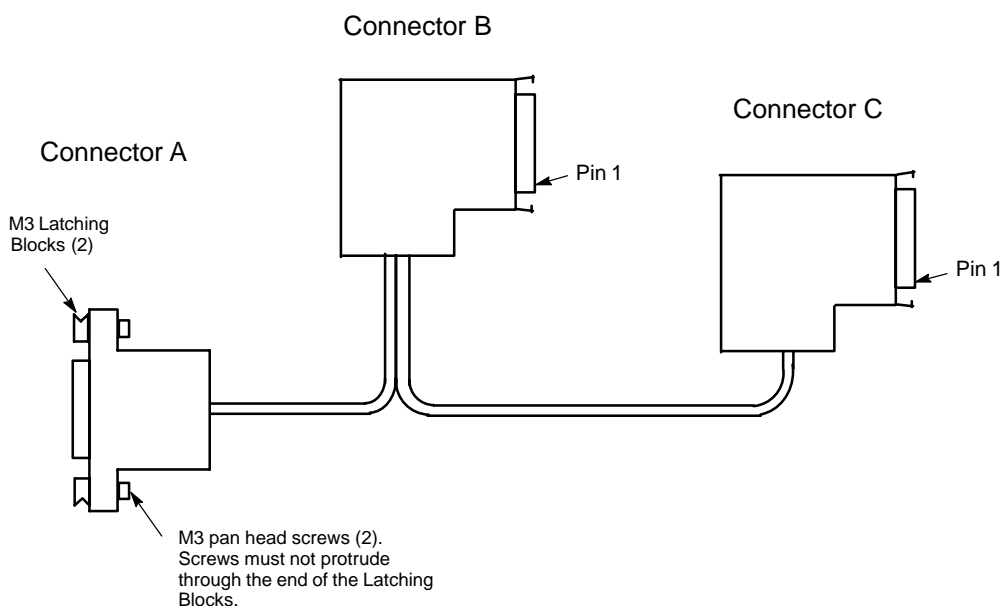 Connector B
Connector C
Connector A
Pin 1
M3 Latching
Blocks (2)
Pin 1
M3 pan head screws (2).
Screws must not protrude
through the end of the Latching
Blocks.